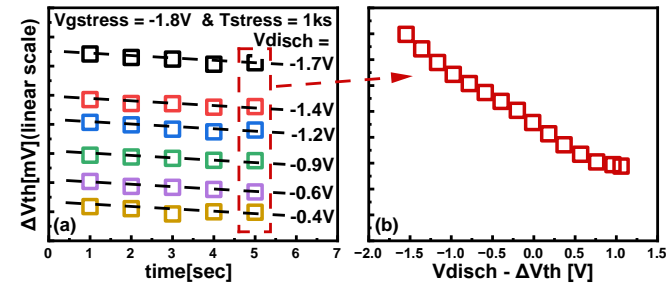 Vgstress = -1.8V & Tstress = 1ks
Vdisch =
-1.7V
-1.4V
-1.2V
-0.9V
-0.6V
-0.4V
ΔVth[mV](linear scale)
(a)
0 1 2 3 4 5 6 7
time[sec]
(b)
−2.0 −1.5 −1.0 −0.5 0.0 0.5 1.0 1.5
Vdisch - ΔVth [V]